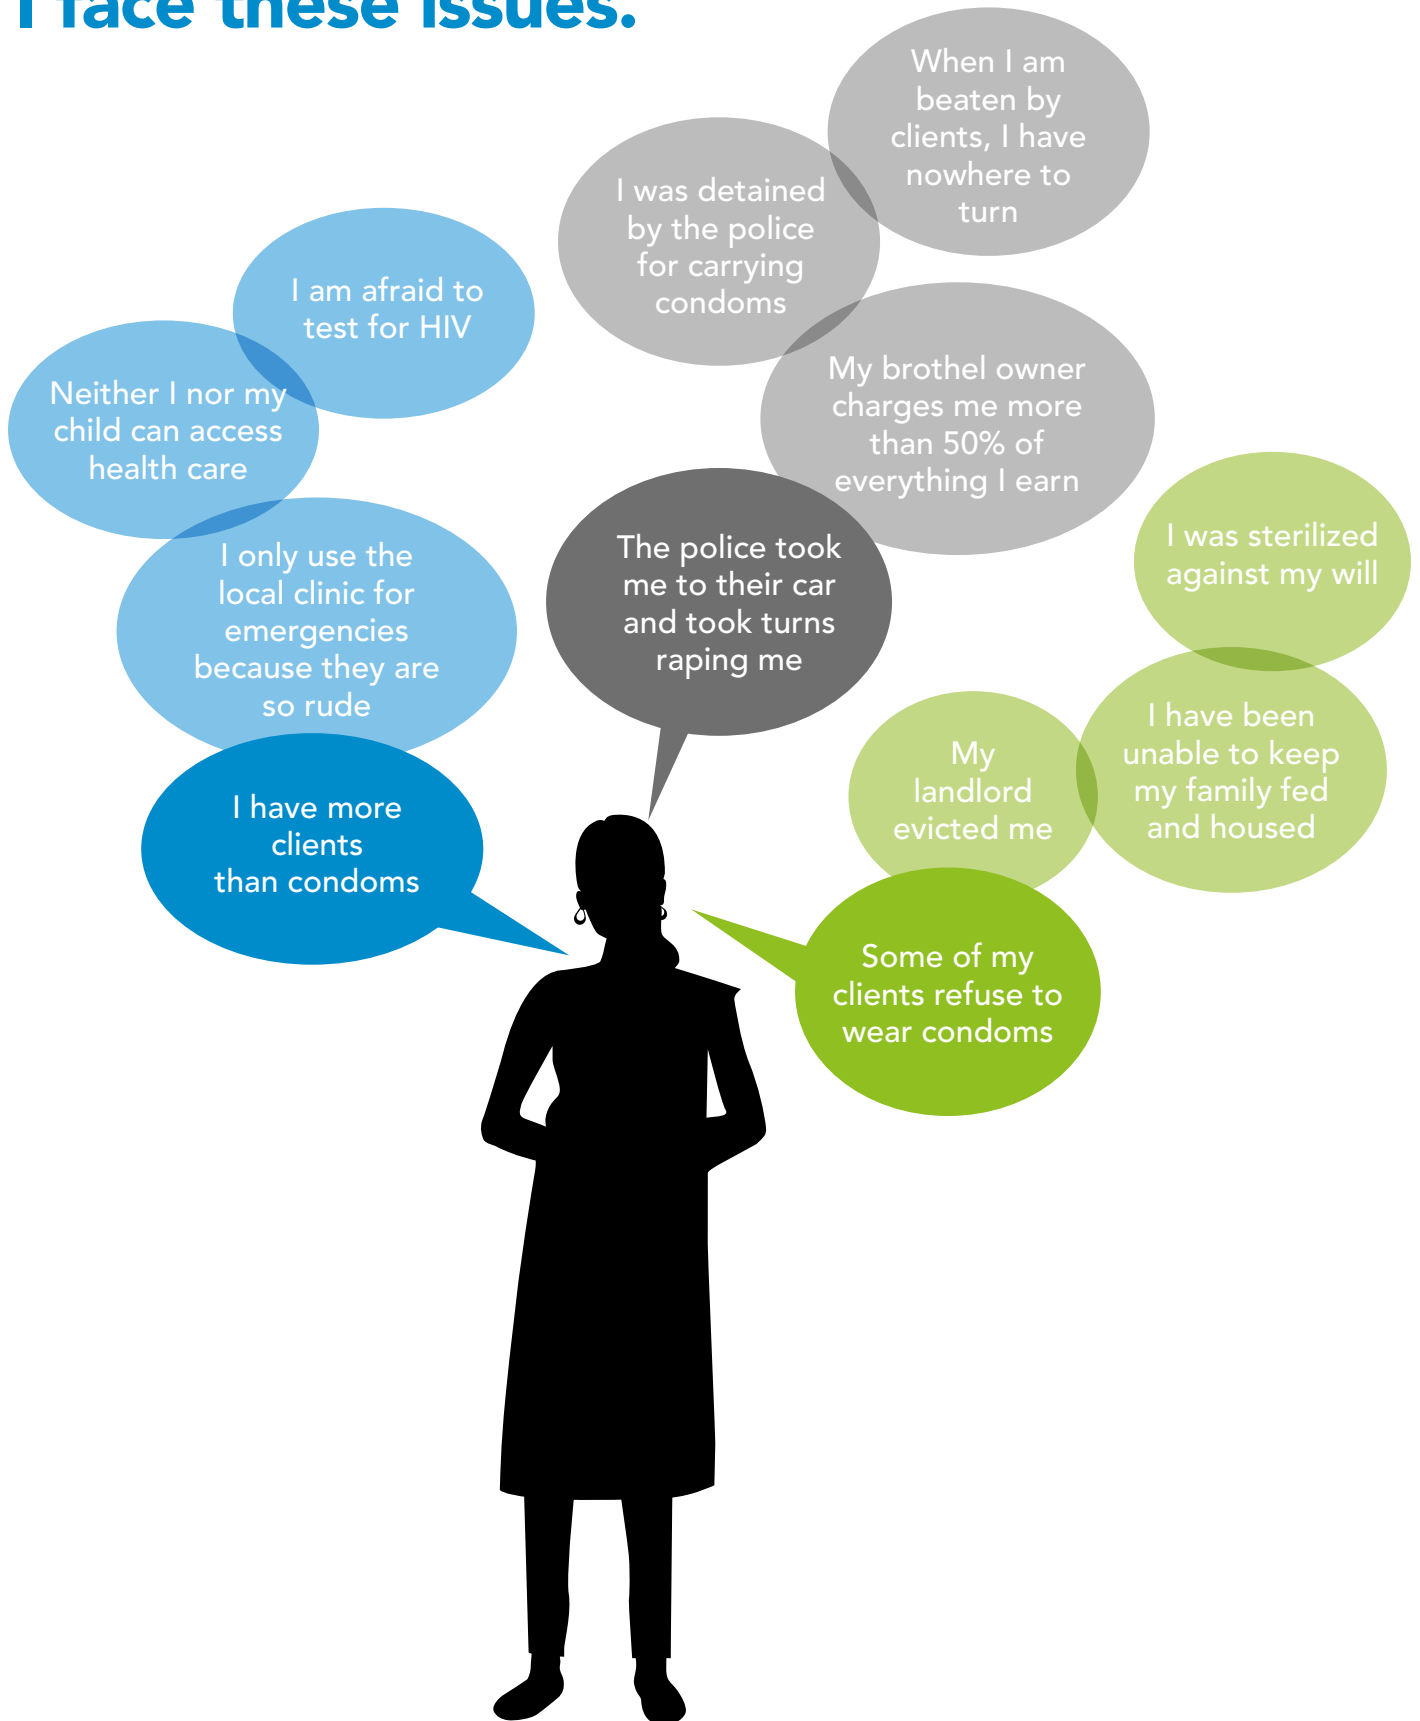 I face these issues.
When I am
beaten by
clients, I have
nowhere to
turn
I was detained
by the police
for carrying
condoms
I am afraid to
test for HIV
My brothel owner
charges me more
than 50% of
everything I earn
Neither I nor my
child can access
health care
I was sterilized
against my will
The police took
me to their car
and took turns
raping me
I only use the
local clinic for
emergencies
because they are
so rude
I have been
unable to keep
my family fed
and housed
My
landlord
evicted me
I have more
clients
than condoms
Some of my
clients refuse to
wear condoms